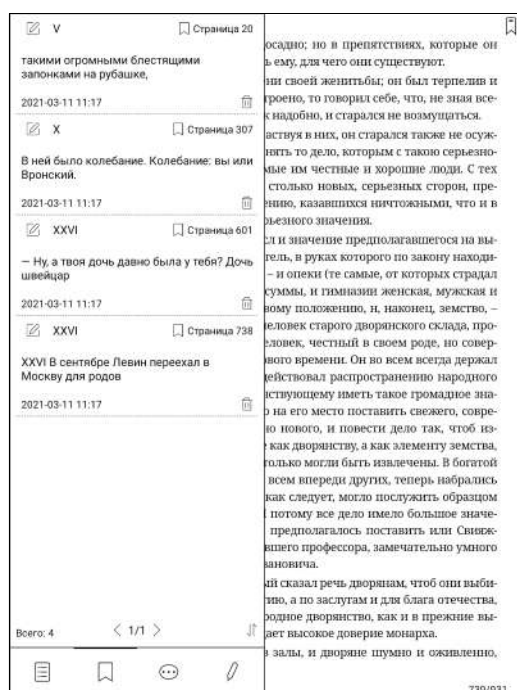 V Страница 20
такими огромными блестящими
запонками на рубашке,
2021-03-11 11:17
X Страница 307
В ней было колебание. Колебание: вы или
Вронский.
2021-03-11 11:17
XXVI Страница 601
— Ну, а твоя дочь давно была у тебя? Дочь
швейцар
2021-03-11 11:17
XXVI Страница 738
XXVI В сентябре Левин переехал в
Москву для родов
2021-03-11 11:17
Всего: 4 < 1/1 >
осадно; но в препятствиях, которые он
ь ему, для чего они существуют.
ни своей женитьбы; он был терпелив и
троено, то говорил себе, что, не зная все-
к надобно, и старался не возмущаться.
аствуя в них, он старался также не осуж-
нять то дело, которым с такою серьезно-
мые им честные и хорошие люди. С тех
столько новых, серьезных сторон, пре-
ению, казавшихся ничтожными, что и в
рьезного значения.
сл и значение предполагавшегося на вы-
тель, в руках которого по закону находи-
– и опеки (те самые, от которых страдал
суммы, и гимназии женская, мужская и
вому положению, н, наконец, земство, –
еловек старого дворянского склада, про-
еловек, честный в своем роде, но совер-
ового времени. Он во всем всегда держал
ействовал распространению народного
ствующему иметь такое громадное зна-
о на его место поставить свежего, совре-
но нового, и повести дело так, чтоб из-
как дворянству, а как элементу земства,
олько могли быть извлечены. В богатой
всем впереди других, теперь набрались
как следует, могло послужить образцом
потому все дело имело большое значе-
предполагалось поставить или Свияж-
вшего профессора, замечательно умного
вановича.
ий сказал речь дворянам, чтоб они выби-
тию, а по заслугам и для блага отечества,
родное дворянство, как и в прежние вы-
ает высокое доверие монарха.
залы, и дворяне шумно и оживленно,
739/931